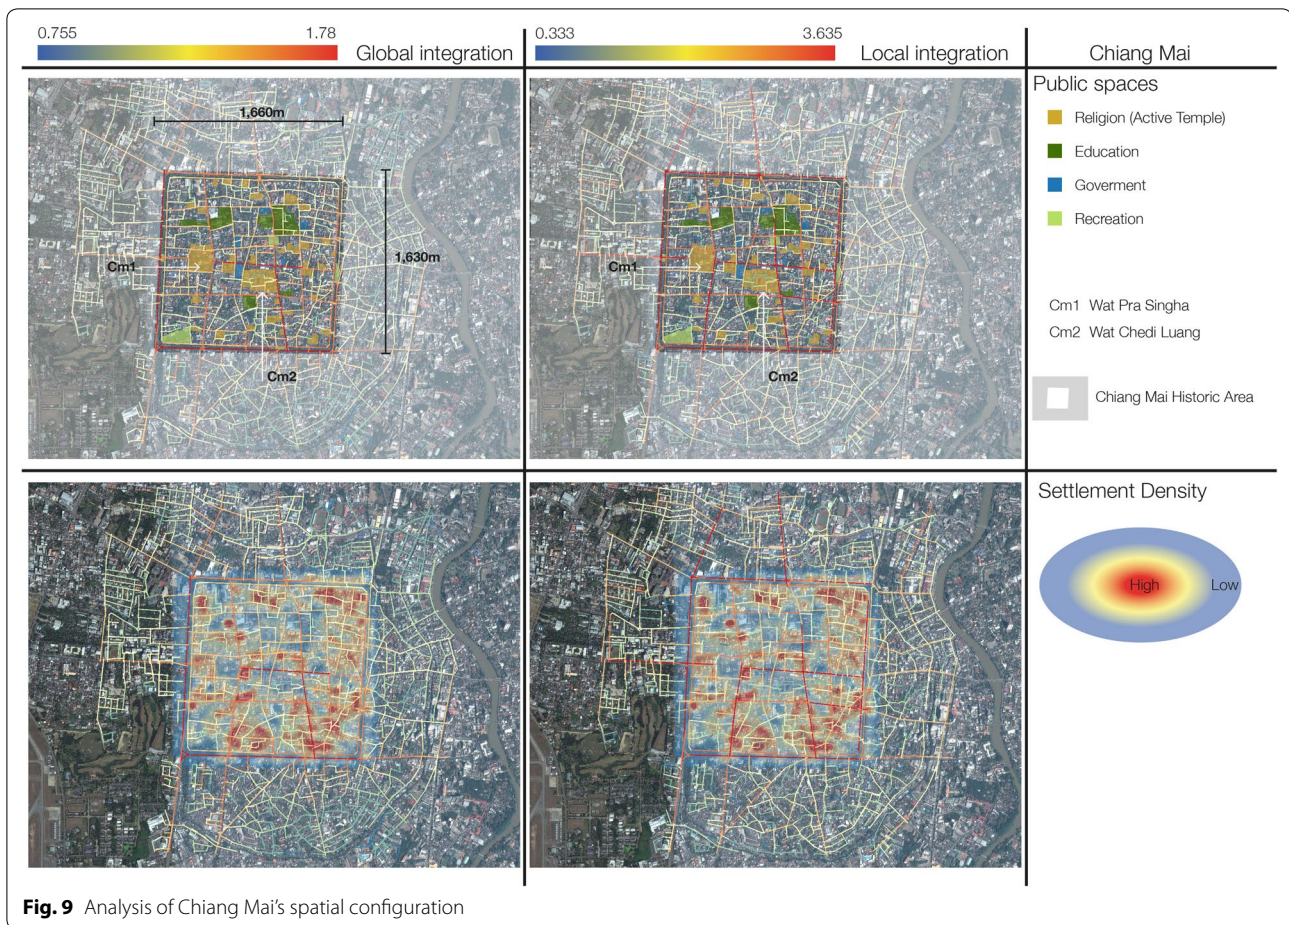 0.755 1.78 Global integration
0.333 3.635 Local integration
Chiang Mai
1,660m
1,630m
Cm1
Cm2
Cm1
Cm2
Public spaces
Religion (Active Temple)
Education
Goverment
Recreation
Cm1 Wat Pra Singha
Cm2 Wat Chedi Luang
Chiang Mai Historic Area
Settlement Density
High Low
Fig. 9 Analysis of Chiang Mai's spatial configuration